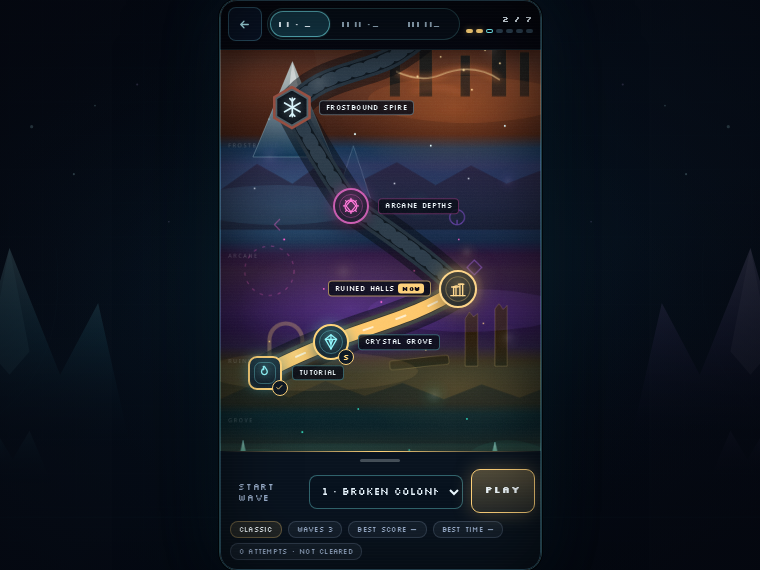 2 / 7
FROSTBOUND SPIRE
ARCANE DEPTHS
RUINED HALLS NOW
CRYSTAL GROVE
S
TUTORIAL
GROVE
START
WAVE
1 · BROKEN
PLAY
CLASSIC
WAVES 3
BEST SCORE —
BEST TIME —
0 ATTEMPTS · NOT CLEARED